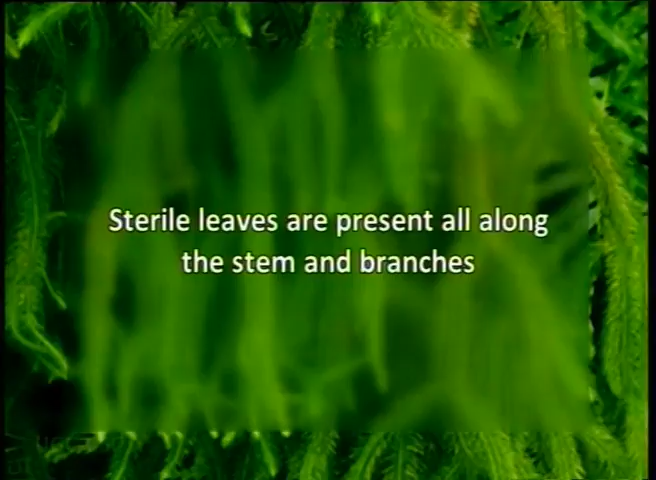 Sterile leaves are present all along
the stem and branches